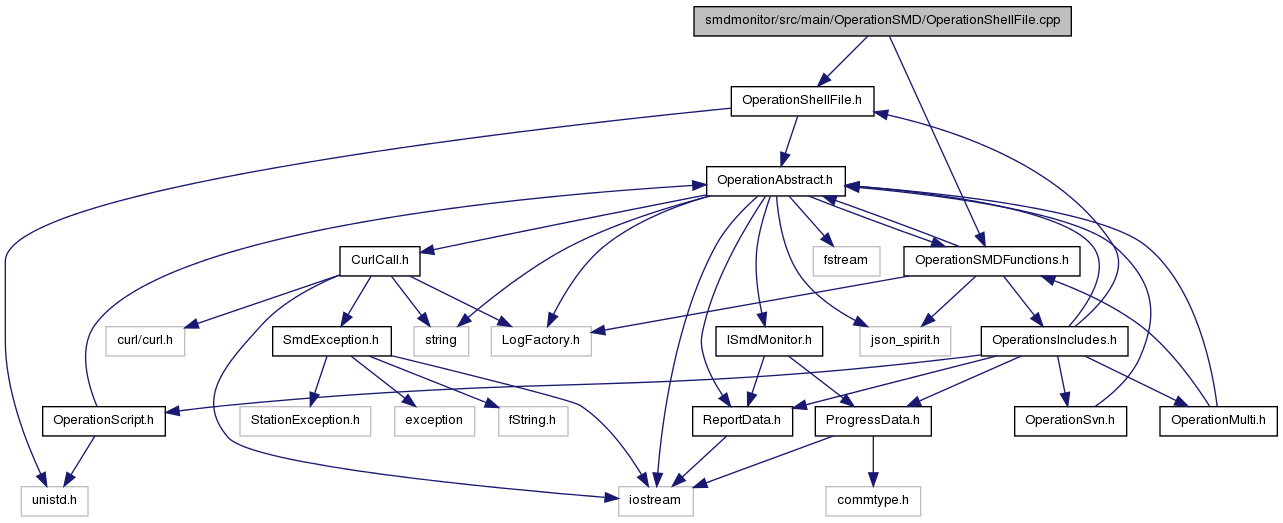 smdmonitor/src/main/OperationSMD/OperationShellFile.cpp
OperationShellFile.h
OperationAbstract.h
CurlCall.h
fstream
OperationSMDFunctions.h
curl/curl.h
SmdException.h
string
LogFactory.h
ISmdMonitor.h
json_spirit.h
OperationsIncludes.h
OperationScript.h
StationException.h
exception
fString.h
ReportData.h
ProgressData.h
OperationSvn.h
OperationMulti.h
unistd.h
iostream
commtype.h